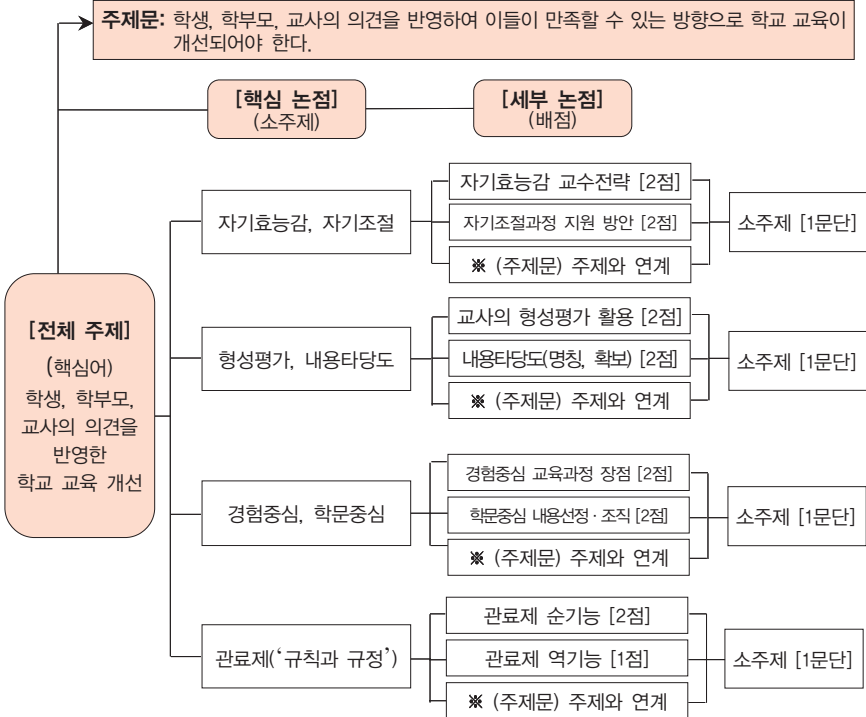 주제문: 학생, 학부모, 교사의 의견을 반영하여 이들이 만족할 수 있는 방향으로 학교 교육이
개선되어야 한다.
[핵심 논점]
(소주제)
[세부 논점]
(배점)
[전체 주제]
(핵심어)
학생, 학부모,
교사의 의견을
반영한
학교 교육 개선
자기효능감, 자기조절
자기효능감 교수전략 [2점]
자기조절과정 지원 방안 [2점]
※ (주제문) 주제와 연계
소주제 [1문단]
형성평가, 내용타당도
교사의 형성평가 활용 [2점]
내용타당도(명칭, 확보) [2점]
※ (주제문) 주제와 연계
소주제 [1문단]
경험중심, 학문중심
경험중심 교육과정 장점 [2점]
학문중심 내용선정·조직 [2점]
※ (주제문) 주제와 연계
소주제 [1문단]
관료제(‘규칙과 규정’)
관료제 순기능 [2점]
관료제 역기능 [1점]
※ (주제문) 주제와 연계
소주제 [1문단]